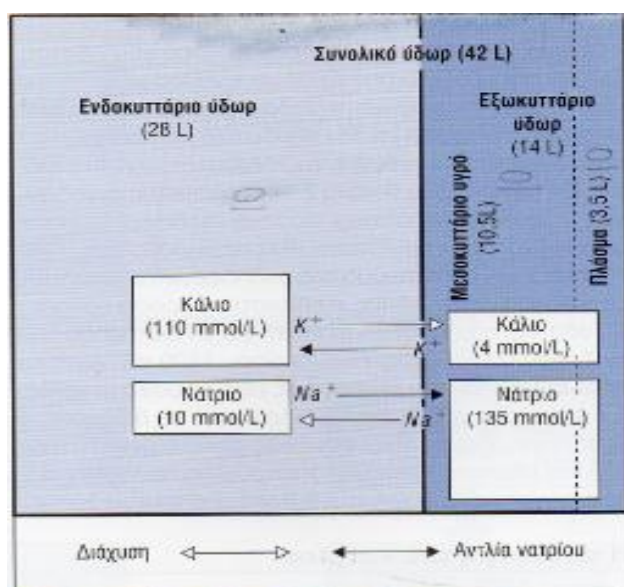 Συνολικό ύδωρ (42 L)
Ενδοκυττάριο ύδωρ
(28 L)
Εξωκυττάριο
ύδωρ
(14 L)
Μεσοκυττάριο υγρό
(10.5L)
Πλάσμα (3,5 L)
Κάλιο
(110 mmol/L)
K+
K+
Κάλιο
(4 mmol/L)
Νάτριο
(10 mmol/L)
Na+
Na+
Νάτριο
(135 mmol/L)
Διάχυση
Αντλία νατρίου